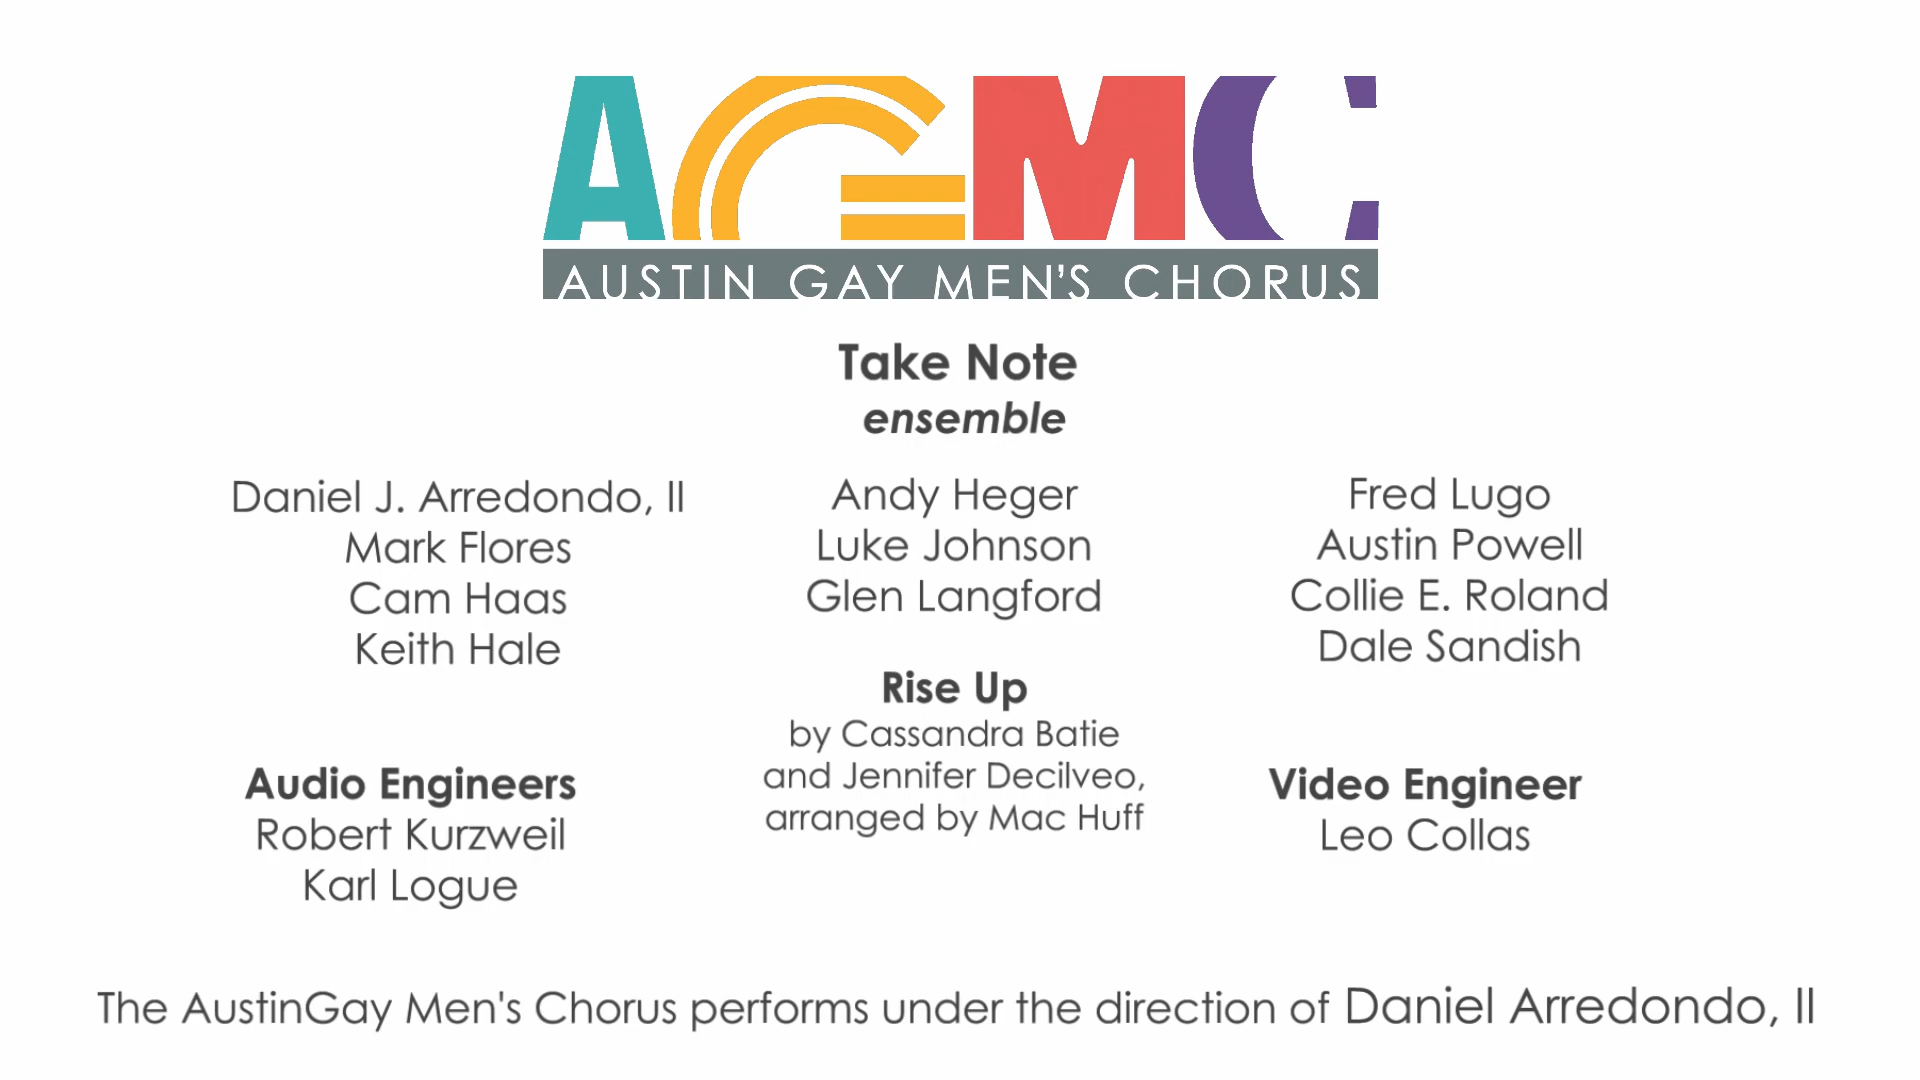 AGMC
AUSTIN GAY MEN'S CHORUS
Take Note
ensemble
Daniel J. Arredondo, II
Mark Flores
Cam Haas
Keith Hale
Andy Heger
Luke Johnson
Glen Langford
Fred Lugo
Austin Powell
Collie E. Roland
Dale Sandish
Rise Up
by Cassandra Batie
and Jennifer Decilveo,
arranged by Mac Huff
Audio Engineers
Robert Kurzweil
Karl Logue
Video Engineer
Leo Collas
The AustinGay Men's Chorus performs under the direction of Daniel Arredondo, II